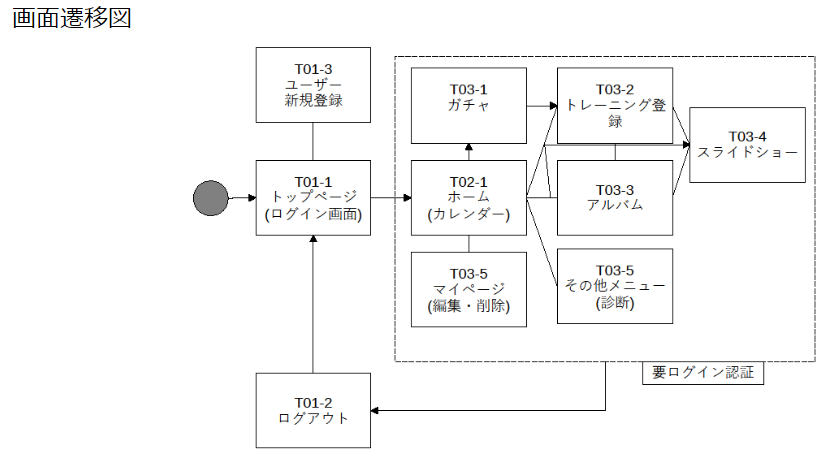 画面遷移図
T01-3
ユーザー
新規登録
T03-1
ガチャ
T03-2
トレーニング登
録
T03-4
スライドショー
T01-1
トップページ
(ログイン画面)
T02-1
ホーム
(カレンダー)
T03-3
アルバム
T03-5
マイページ
(編集・削除)
T03-5
その他メニュー
(診断)
要ログイン認証
T01-2
ログアウト